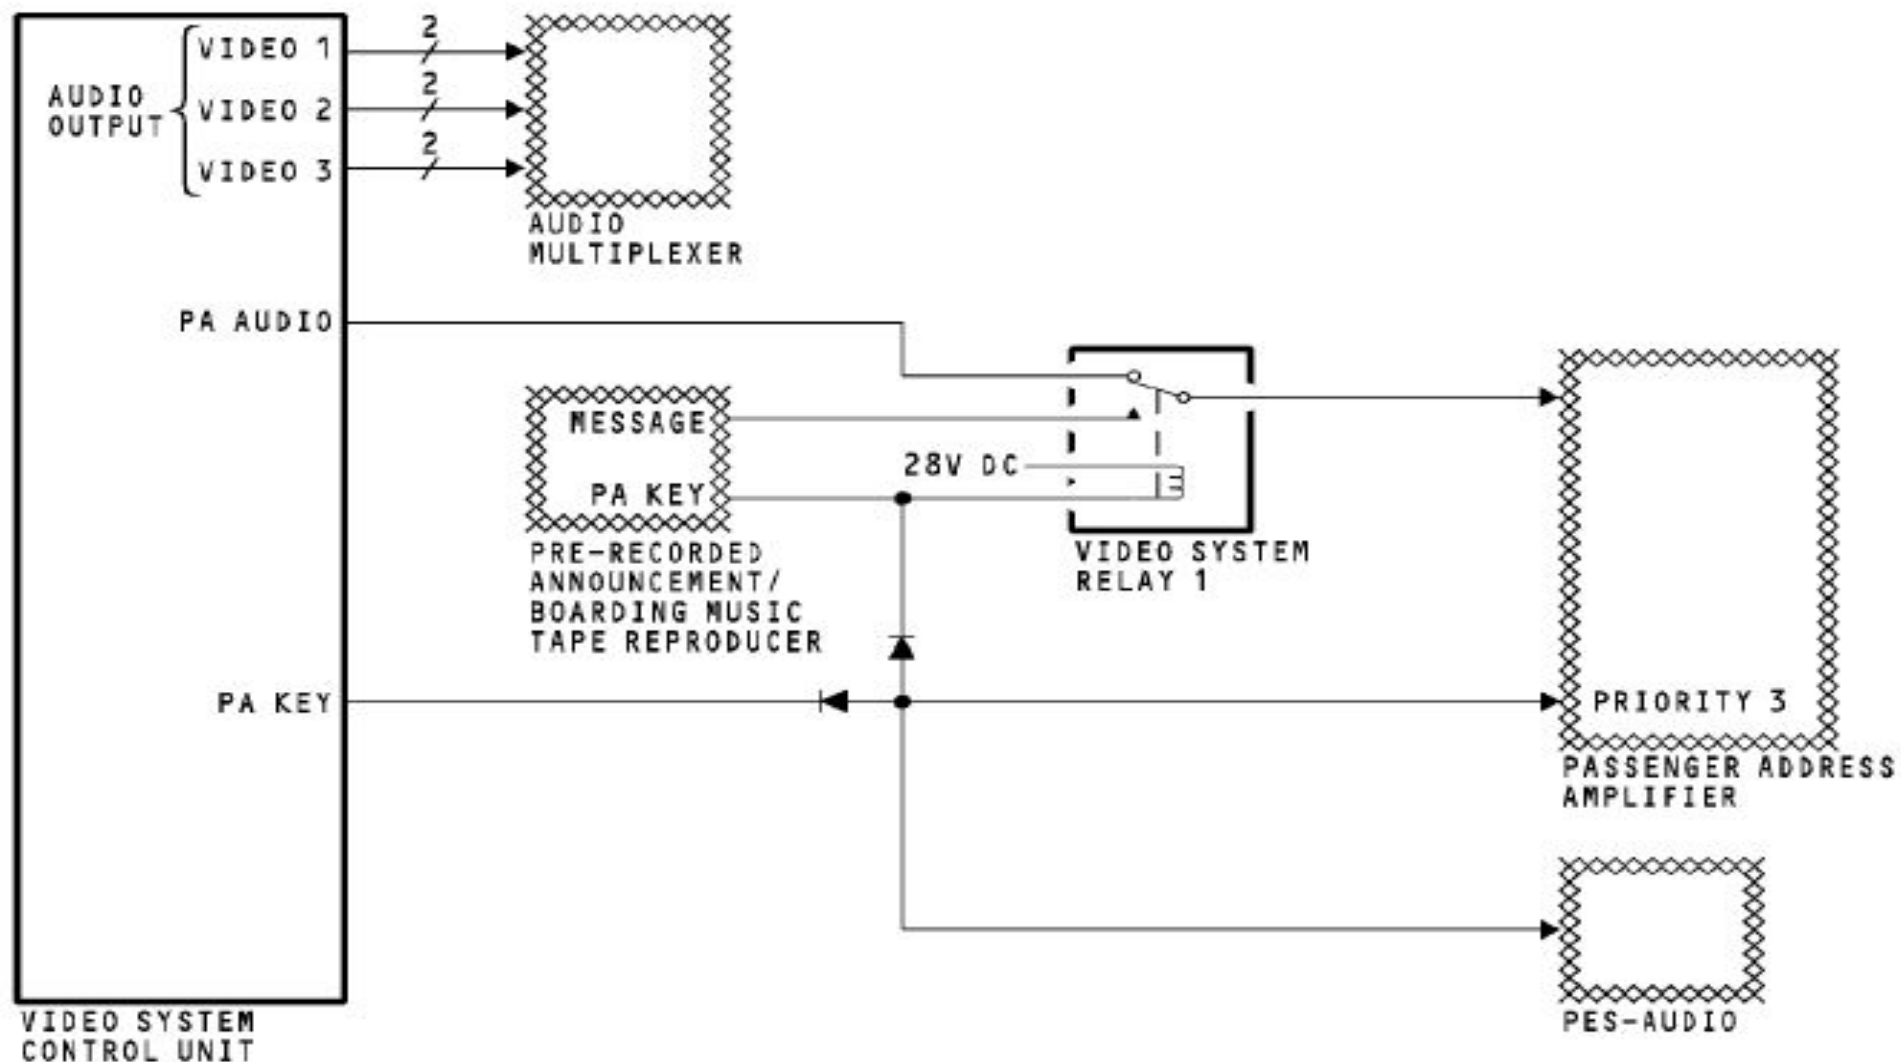 VIDEO 1
2
AUDIO
OUTPUT
VIDEO 2
2
VIDEO 3
2
AUDIO
MULTIPLEXER
PA AUDIO
MESSAGE
28V DC
PA KEY
PRE-RECORDED
ANNOUNCEMENT/
BOARDING MUSIC
TAPE REPRODUCER
VIDEO SYSTEM
RELAY 1
PA KEY
PRIORITY 3
PASSENGER ADDRESS
AMPLIFIER
PES-AUDIO
VIDEO SYSTEM
CONTROL UNIT